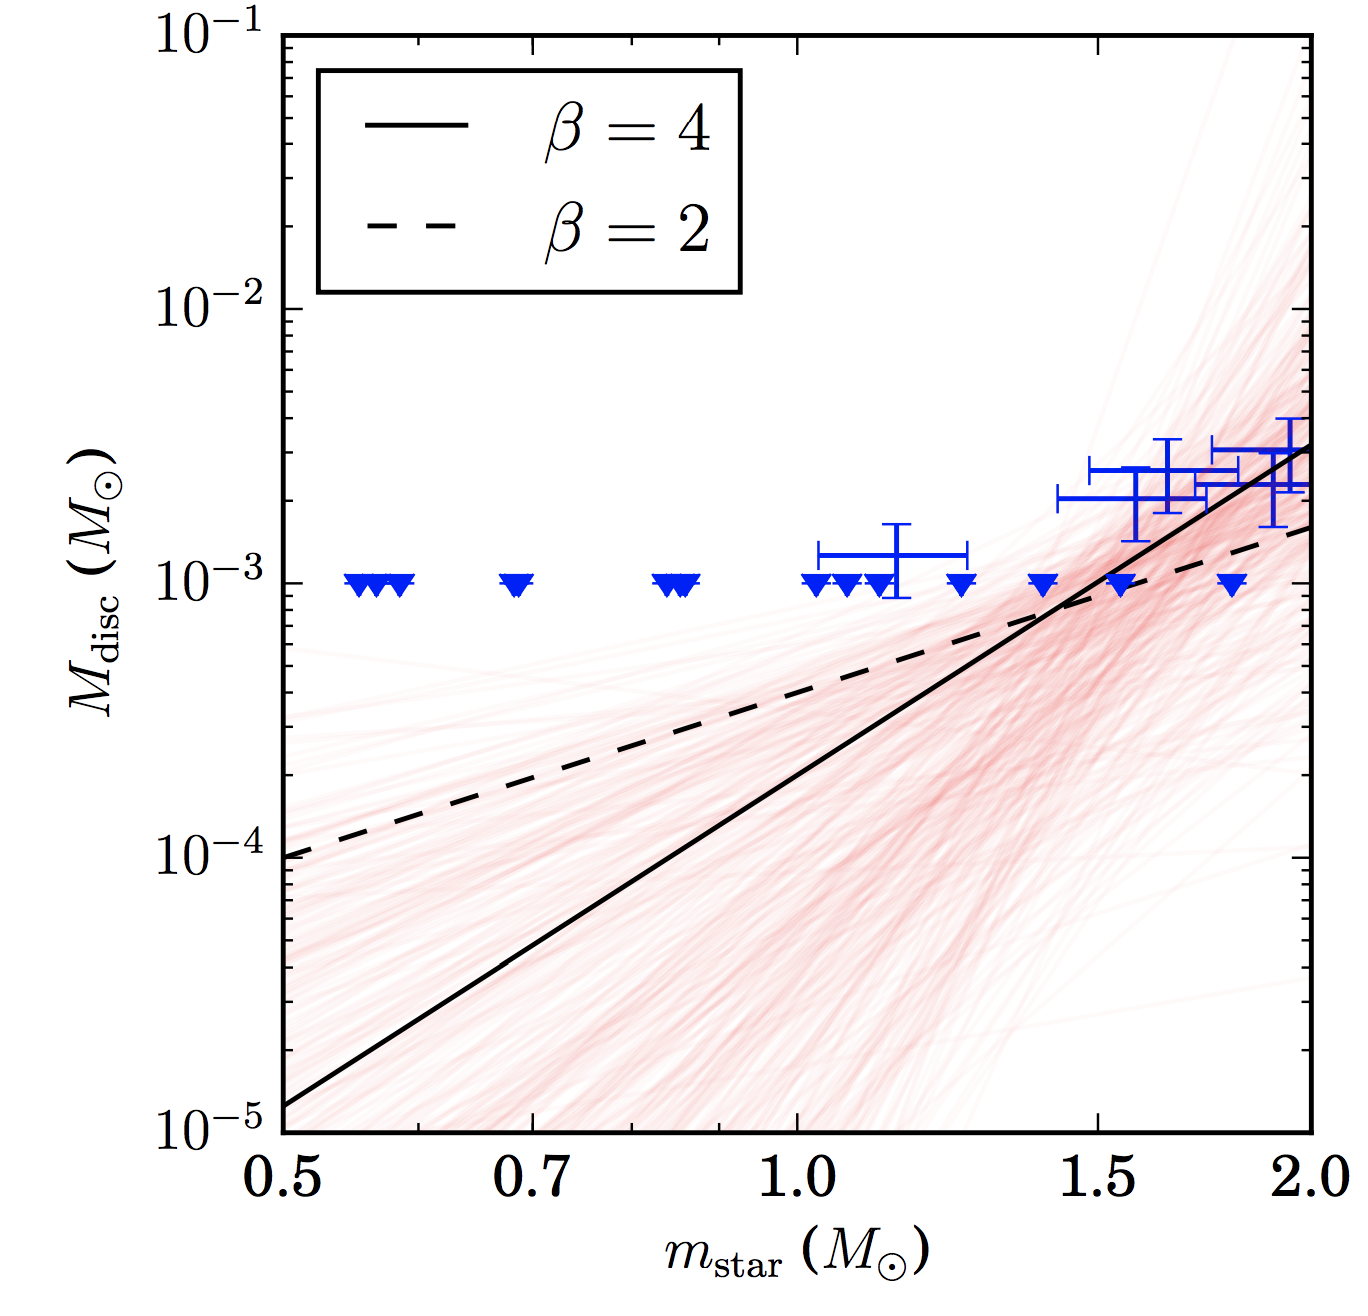 10⁻¹
β = 4
β = 2
10⁻²
10⁻³
10⁻⁴
10⁻⁵
M_disc (M_⊙)
0.5 0.7 1.0 1.5 2.0
m_star (M_⊙)